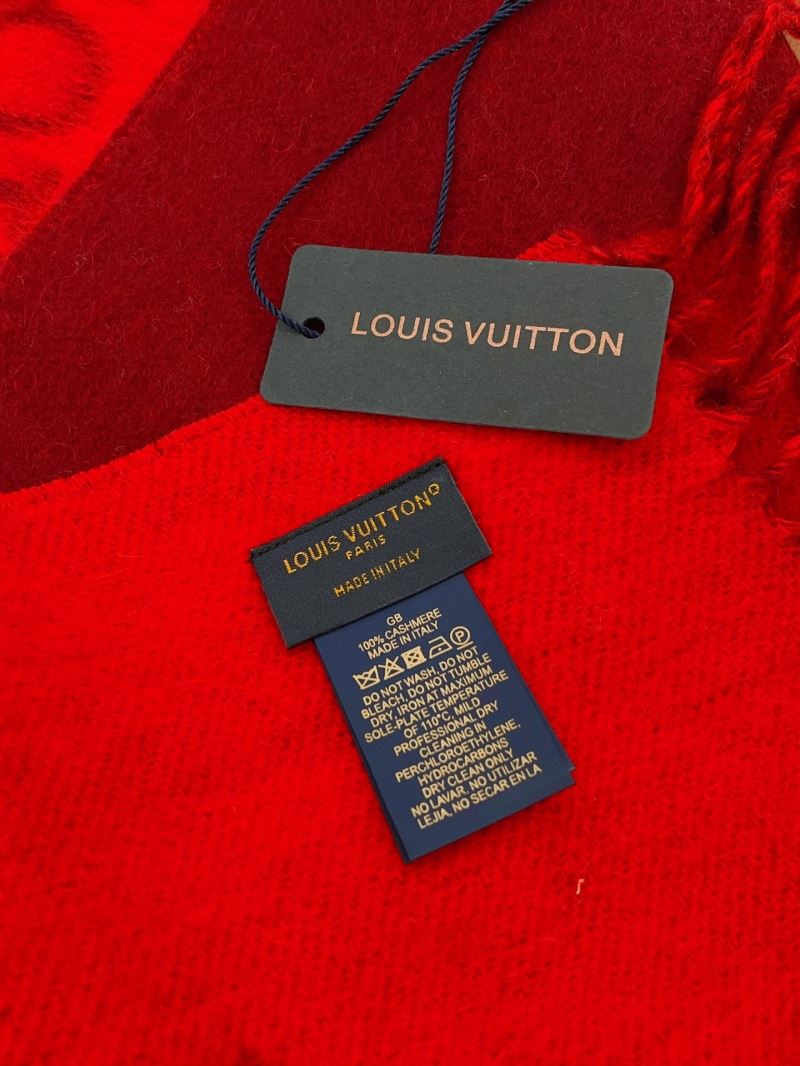 LOUIS VUITTON
LOUIS VUITTON®
PARIS
MADE IN ITALY
GB
100% CASHMERE
MADE IN ITALY
DO NOT WASH. DO NOT
BLEACH, DO NOT TUMBLE
DRY, IRON AT MAXIMUM
SOLE-PLATE TEMPERATURE
OF 110°C, MILD
PROFESSIONAL DRY
CLEANING IN
PERCHLOROETHYLENE,
HYDROCARBONS
DRY CLEAN ONLY
NO LAVAR, NO UTILIZAR
LEJIA, NO SECAR EN LA